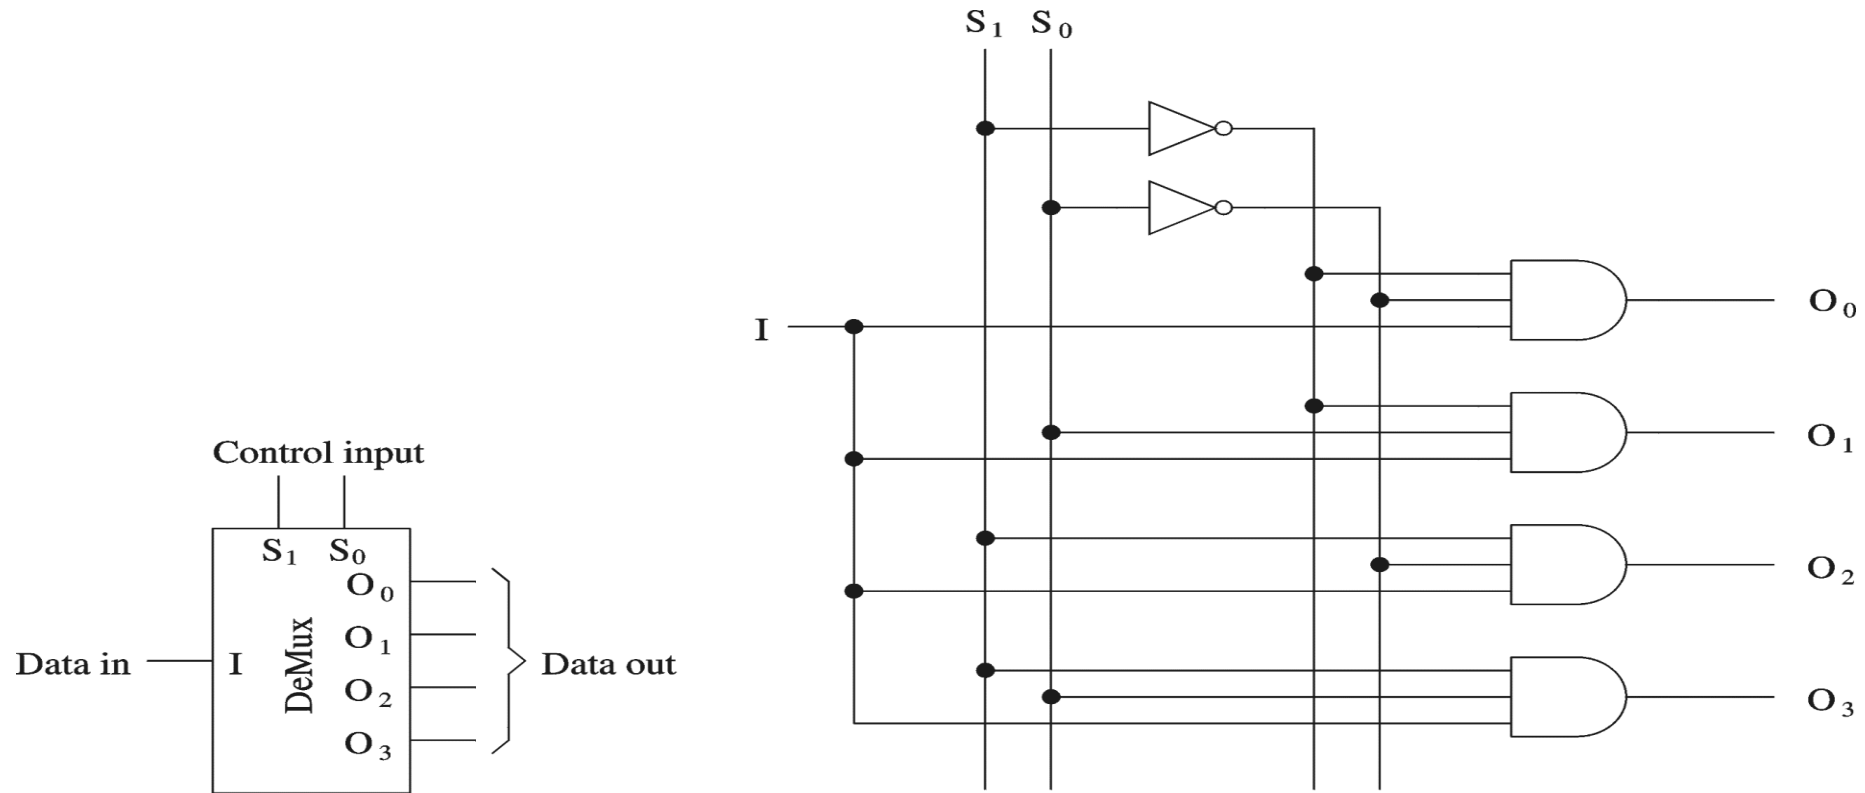 Control input
S1 S0
Data in
I
DeMux
O0
O1
O2
O3
Data out
S1 S0
I
O0
O1
O2
O3